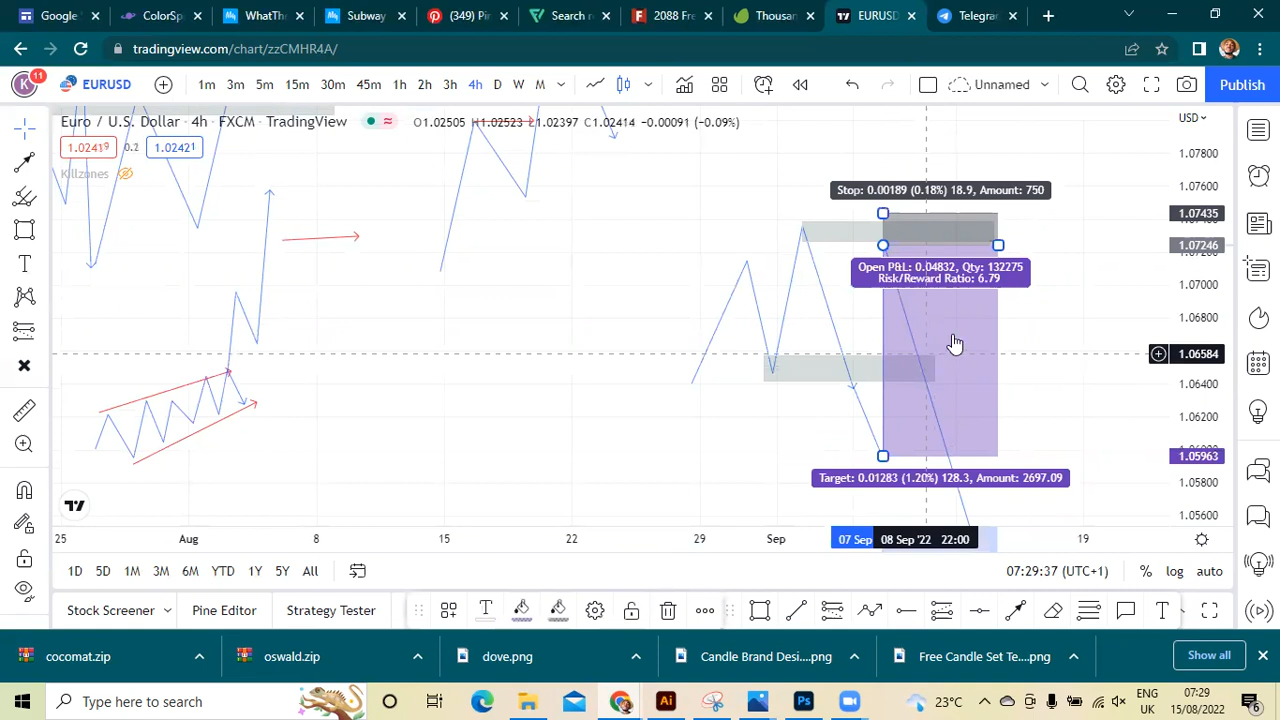 Google
ColorSp
WhatThe
Subway
(349) Pi
Search r
2088 Fre
Thousan
EURUSD
Telegrad
tradingview.com/chart/zzCMHR4A/
K
11
EURUSD
1m 3m 5m 15m 30m 45m 1h 2h 3h 4h D W M
Unnamed
Publish
Euro / U.S. Dollar · 4h · FXCM · TradingView
O1.02505 H1.02523 L1.02397 C1.02414 −0.00091 (−0.09%)
USD
1.02419 0.2 1.02421
Killzones
1.07800
1.07600
1.07435
1.07246
1.07000
1.06800
1.06584
1.06400
1.06200
1.05963
1.05800
1.05600
Stop: 0.00189 (0.18%) 18.9, Amount: 750
Open P&L: 0.04832, Qty: 132275
Risk/Reward Ratio: 6.79
Target: 0.01283 (1.20%) 128.3, Amount: 2697.09
25 Aug 8 15 22 29 Sep 07 Sep 08 Sep '22 22:00 19
1D 5D 1M 3M 6M YTD 1Y 5Y All
07:29:37 (UTC+1) % log auto
Stock Screener Pine Editor Strategy Tester
cocomat.zip
oswald.zip
dove.png
Candle Brand Desi....png
Free Candle Set Te....png
Show all
Type here to search
Ai
Ps
23°C
ENG
UK
07:29
15/08/2022
6